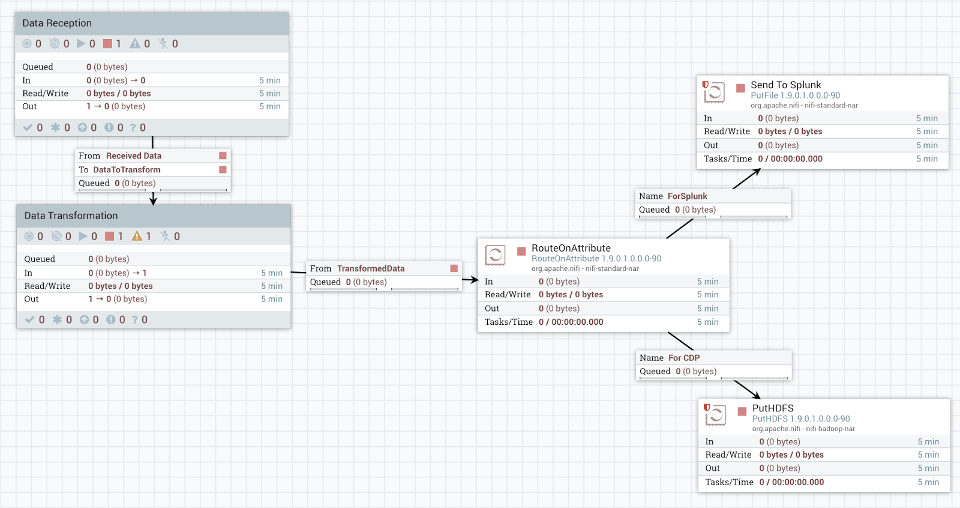 Data Reception
0 0 0 1 0 0
Queued 0 (0 bytes)
In 0 (0 bytes) → 0 5 min
Read/Write 0 bytes / 0 bytes 5 min
Out 1 → 0 (0 bytes) 5 min
0 0 0 0 ? 0
From Received Data
To DataToTransform
Queued 0 (0 bytes)
Data Transformation
0 0 0 1 1 0
Queued 0 (0 bytes)
In 0 (0 bytes) → 1 5 min
Read/Write 0 bytes / 0 bytes 5 min
Out 1 → 0 (0 bytes) 5 min
0 0 0 0 ? 0
From TransformedData
Queued 0 (0 bytes)
RouteOnAttribute
RouteOnAttribute 1.9.0.1.0.0.0-90
org.apache.nifi - nifi-standard-nar
In 0 (0 bytes) 5 min
Read/Write 0 bytes / 0 bytes 5 min
Out 0 (0 bytes) 5 min
Tasks/Time 0 / 00:00:00.000 5 min
Name ForSplunk
Queued 0 (0 bytes)
Send To Splunk
PutFile 1.9.0.1.0.0.0-90
org.apache.nifi - nifi-standard-nar
In 0 (0 bytes) 5 min
Read/Write 0 bytes / 0 bytes 5 min
Out 0 (0 bytes) 5 min
Tasks/Time 0 / 00:00:00.000 5 min
Name For CDP
Queued 0 (0 bytes)
PutHDFS
PutHDFS 1.9.0.1.0.0.0-90
org.apache.nifi - nifi-hadoop-nar
In 0 (0 bytes) 5 min
Read/Write 0 bytes / 0 bytes 5 min
Out 0 (0 bytes) 5 min
Tasks/Time 0 / 00:00:00.000 5 min